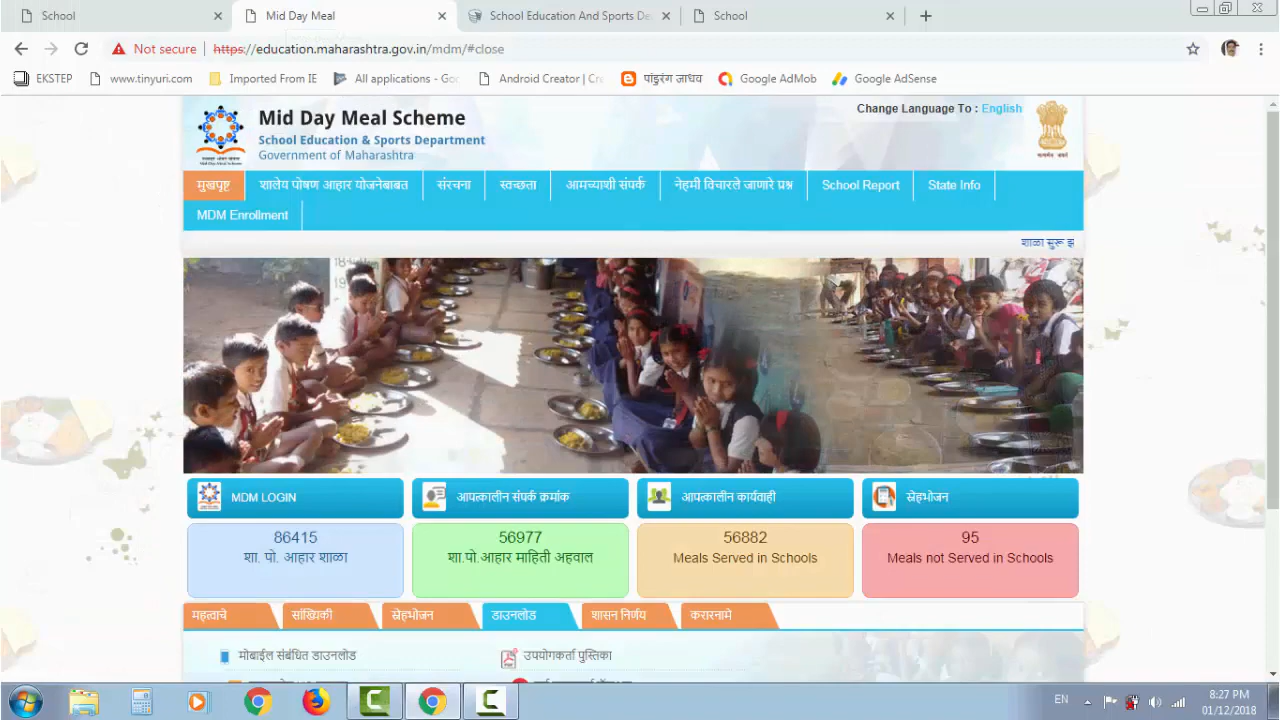 School
Mid Day Meal
School Education And Sports De
School
Not secure
https://education.maharashtra.gov.in/mdm/#close
EKSTEP
www.tinyuri.com
Imported From IE
All applications - Goo
Android Creator | Cr
पांडुरंग जाधव
Google AdMob
Google AdSense
Mid Day Meal Scheme
School Education & Sports Department
Government of Maharashtra
Change Language To : English
मुखपृष्ट
शालेय पोषण आहार योजनेबाबत
संरचना
स्वच्छता
आमच्याशी संपर्क
नेहमी विचारले जाणारे प्रश्न
School Report
State Info
MDM Enrollment
शाळा सुरू झ
MDM LOGIN
आपत्कालीन संपर्क क्रमांक
आपत्कालीन कार्यवाही
स्नेहभोजन
86415
शा. पो. आहार शाळा
56977
शा.पो.आहार माहिती अहवाल
56882
Meals Served in Schools
95
Meals not Served in Schools
महत्वाचे
सांख्यिकी
स्नेहभोजन
डाउनलोड
शासन निर्णय
करारनामे
मोबाईल संबंधित डाउनलोड
उपयोगकर्ता पुस्तिका
EN
8:27 PM
01/12/2018